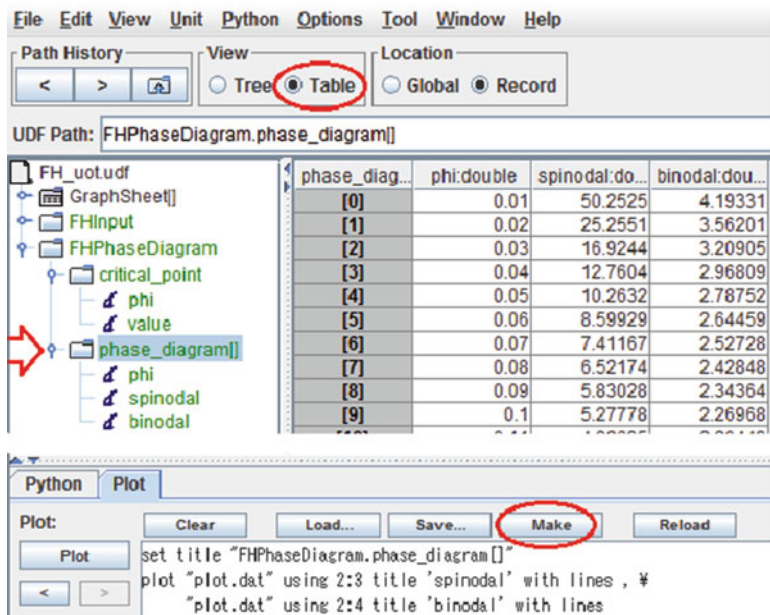 File Edit View Unit Python Options Tool Window Help
Path History View Location
< > Tree Table Global Record
UDF Path: FHPhaseDiagram.phase_diagram[]
FH_uot.udf
GraphSheet[]
FHInput
FHPhaseDiagram
critical_point
phi
value
phase_diagram[]
phi
spinodal
binodal
phase_diag... phi:double spinodal:do... binodal:dou...
[0] 0.01 50.2525 4.19331
[1] 0.02 25.2551 3.56201
[2] 0.03 16.9244 3.20905
[3] 0.04 12.7604 2.96809
[4] 0.05 10.2632 2.78752
[5] 0.06 8.59929 2.64459
[6] 0.07 7.41167 2.52728
[7] 0.08 6.52174 2.42848
[8] 0.09 5.83028 2.34364
[9] 0.1 5.27778 2.26968
Python Plot
Plot: Clear Load... Save... Make Reload
Plot
< >
set title "FHPhaseDiagram.phase_diagram[]"
plot "plot.dat" using 2:3 title 'spinodal' with lines , ¥
"plot.dat" using 2:4 title 'binodal' with lines